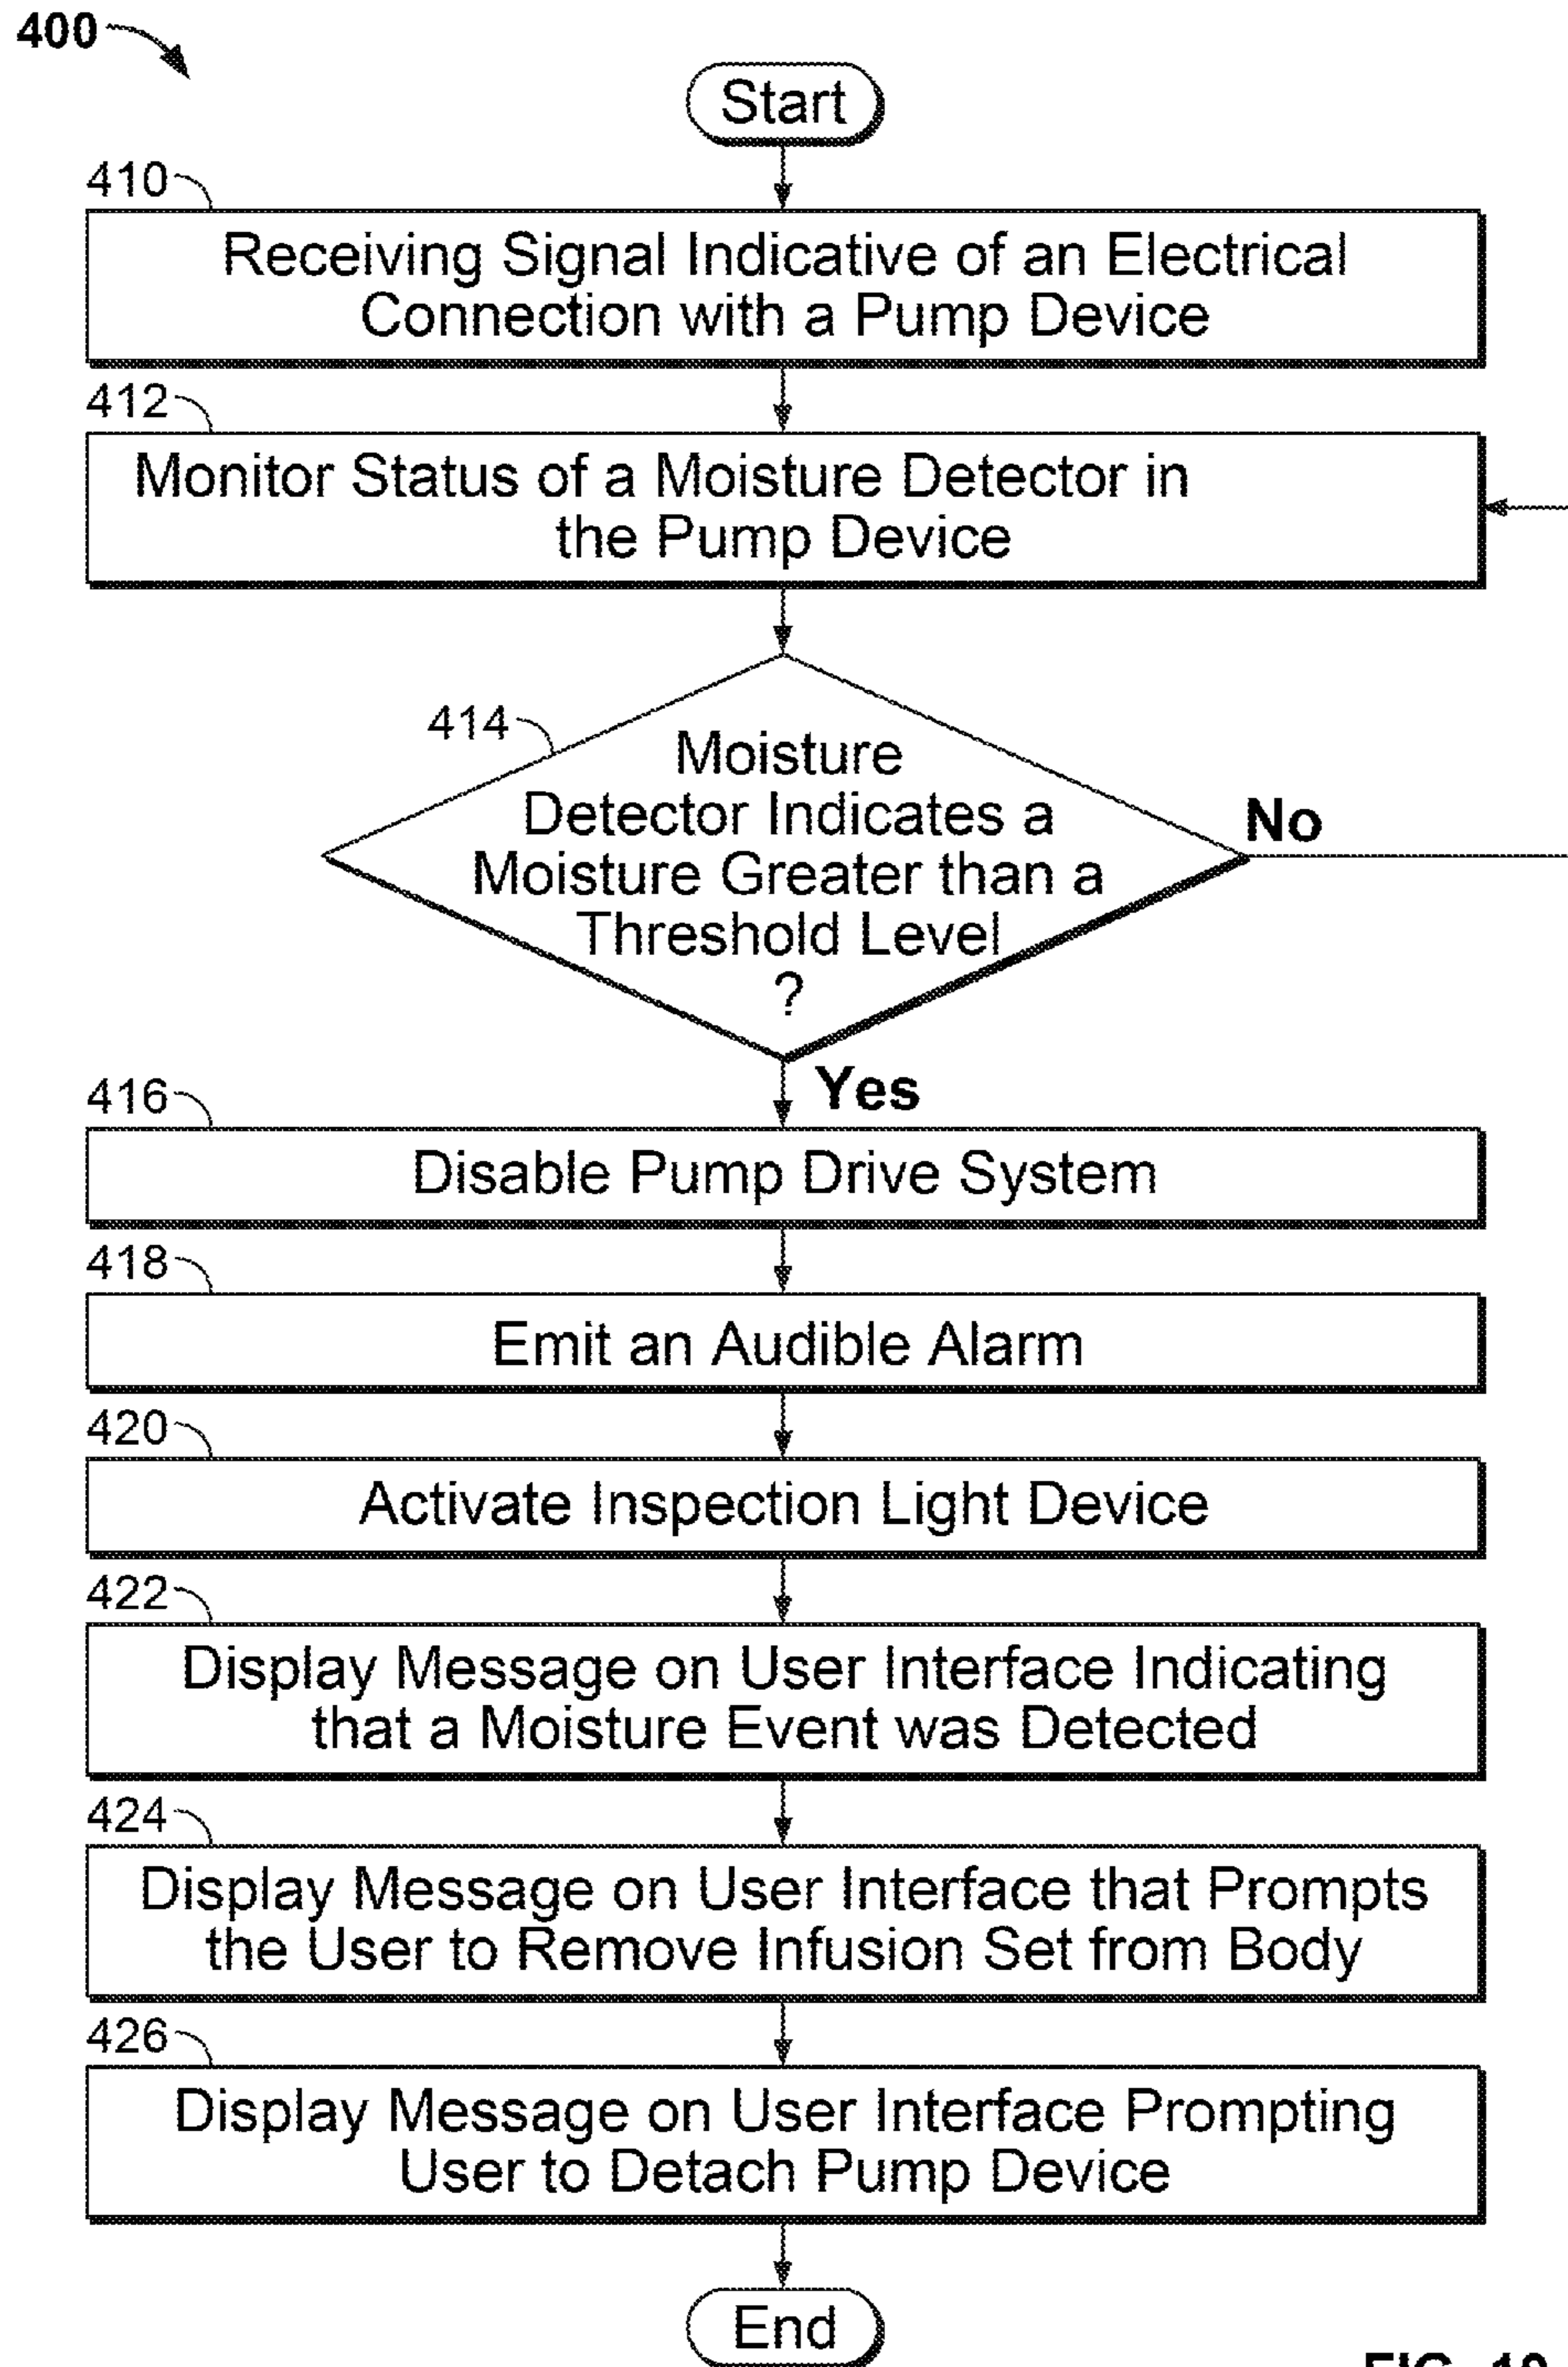 400
Start
410
Receiving Signal Indicative of an Electrical
Connection with a Pump Device
412
Monitor Status of a Moisture Detector in
the Pump Device
414
Moisture
Detector Indicates a
Moisture Greater than a
Threshold Level
?
No
Yes
416
Disable Pump Drive System
418
Emit an Audible Alarm
420
Activate Inspection Light Device
422
Display Message on User Interface Indicating
that a Moisture Event was Detected
424
Display Message on User Interface that Prompts
the User to Remove Infusion Set from Body
426
Display Message on User Interface Prompting
User to Detach Pump Device
End
FIG.